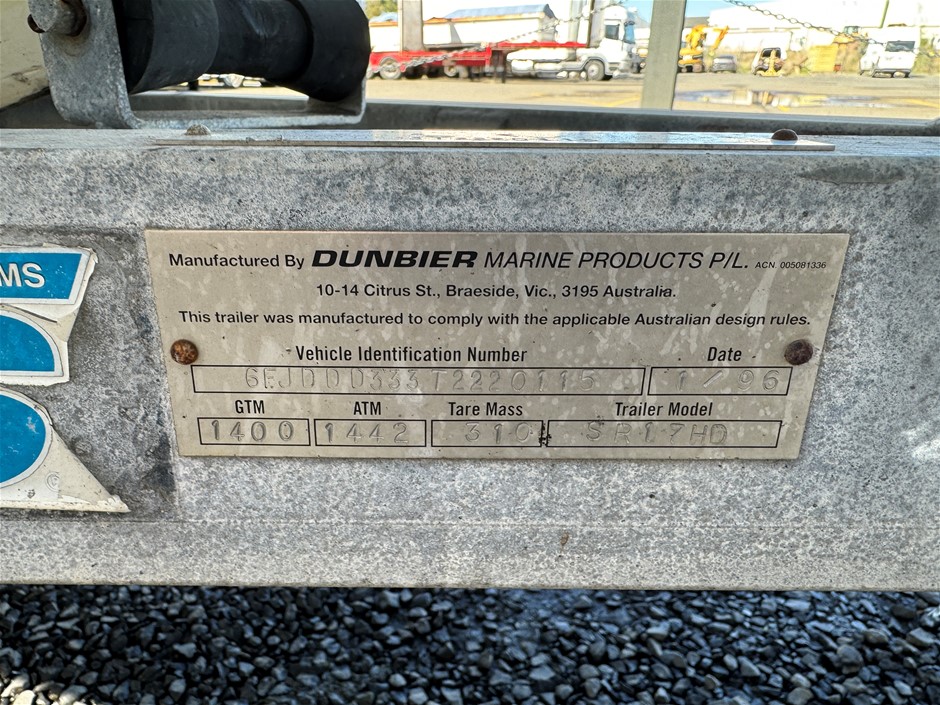 Manufactured By DUNBIER MARINE PRODUCTS P/L. ACN 005081336
10-14 Citrus St., Braeside, Vic., 3195 Australia.
This trailer was manufactured to comply with the applicable Australian design rules.
Vehicle Identification Number Date
6FJDDD333T2220115 1/96
GTM ATM Tare Mass Trailer Model
1400 1442 310 SR17HD
MS